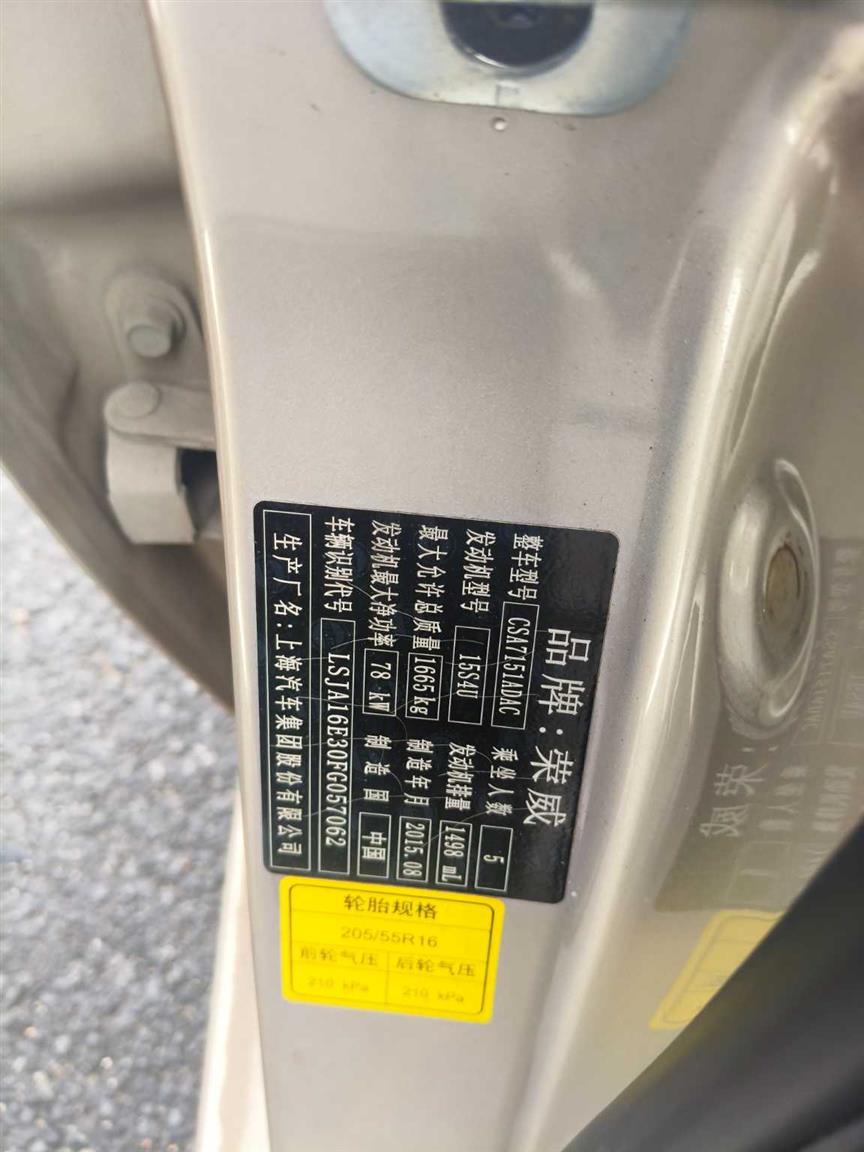 品牌:荣威
整车型号 CSA7151ADAC 乘坐人数 5
发动机型号 15S4U 发动机排量 1498 mL
最大允许总质量 1665kg 制造年月 2015.08
发动机最大净功率 78 kW 制造国 中国
车辆识别代号 LSJA16E30FG057062
生产厂名:上海汽车集团股份有限公司
轮胎规格
205/55R16
前轮气压 后轮气压
210 kPa 210 kPa